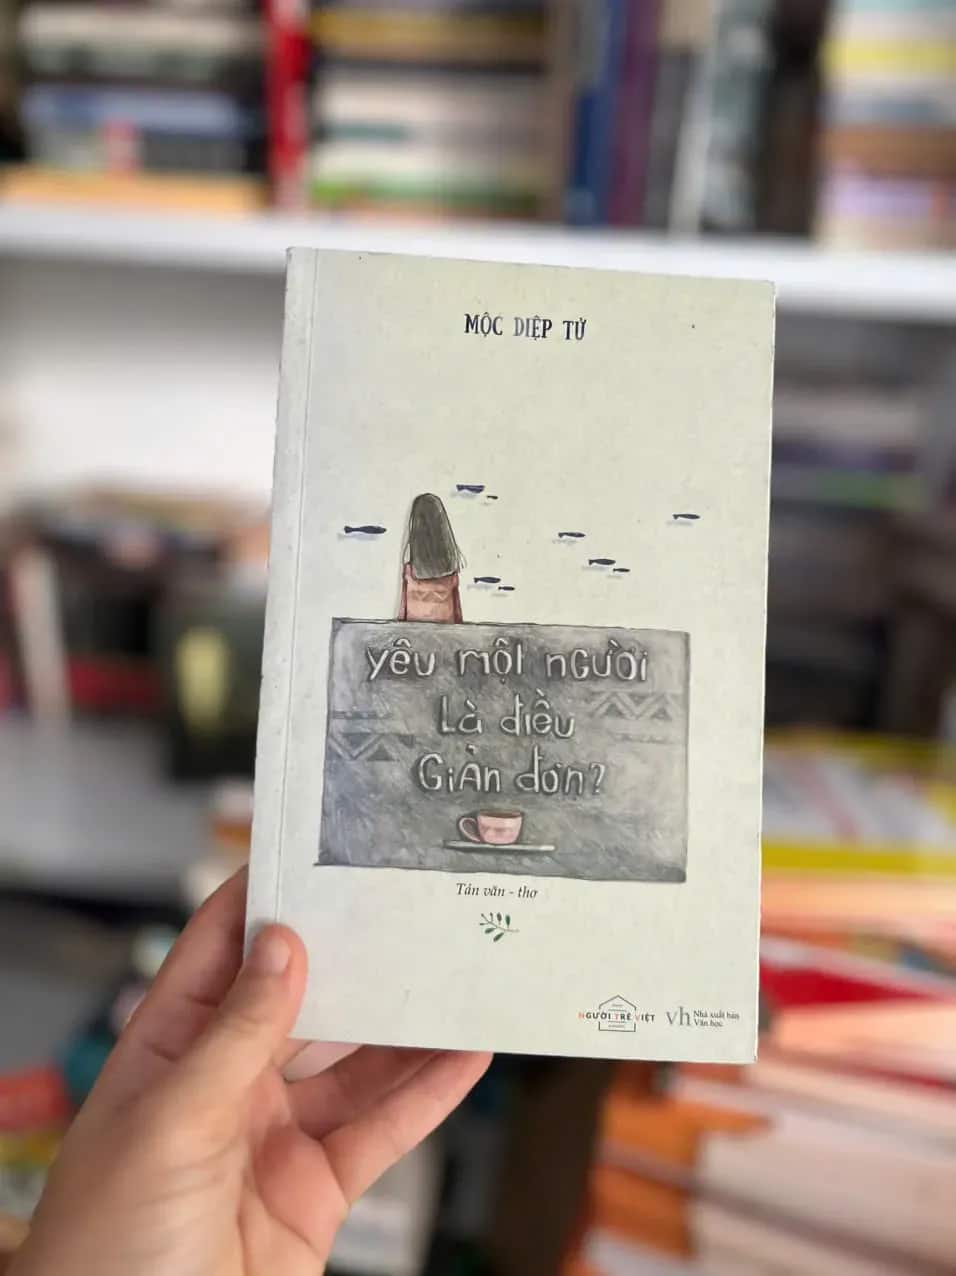 MỘC DIỆP TỬ
yêu một người
Là điều
Giản đơn?
Tản văn - thơ
NGƯỜI TRẺ VIỆT
vh Nhà xuất bản
Văn học